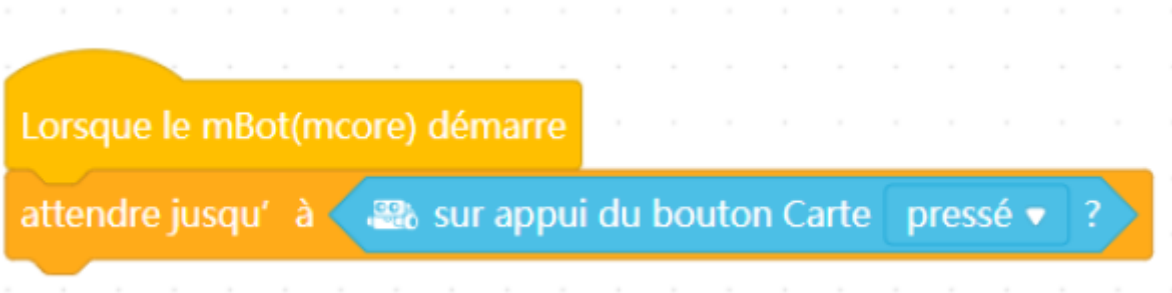 Lorsque le mBot(mcore) démarre
attendre jusqu’ à sur appui du bouton Carte pressé ▼ ?